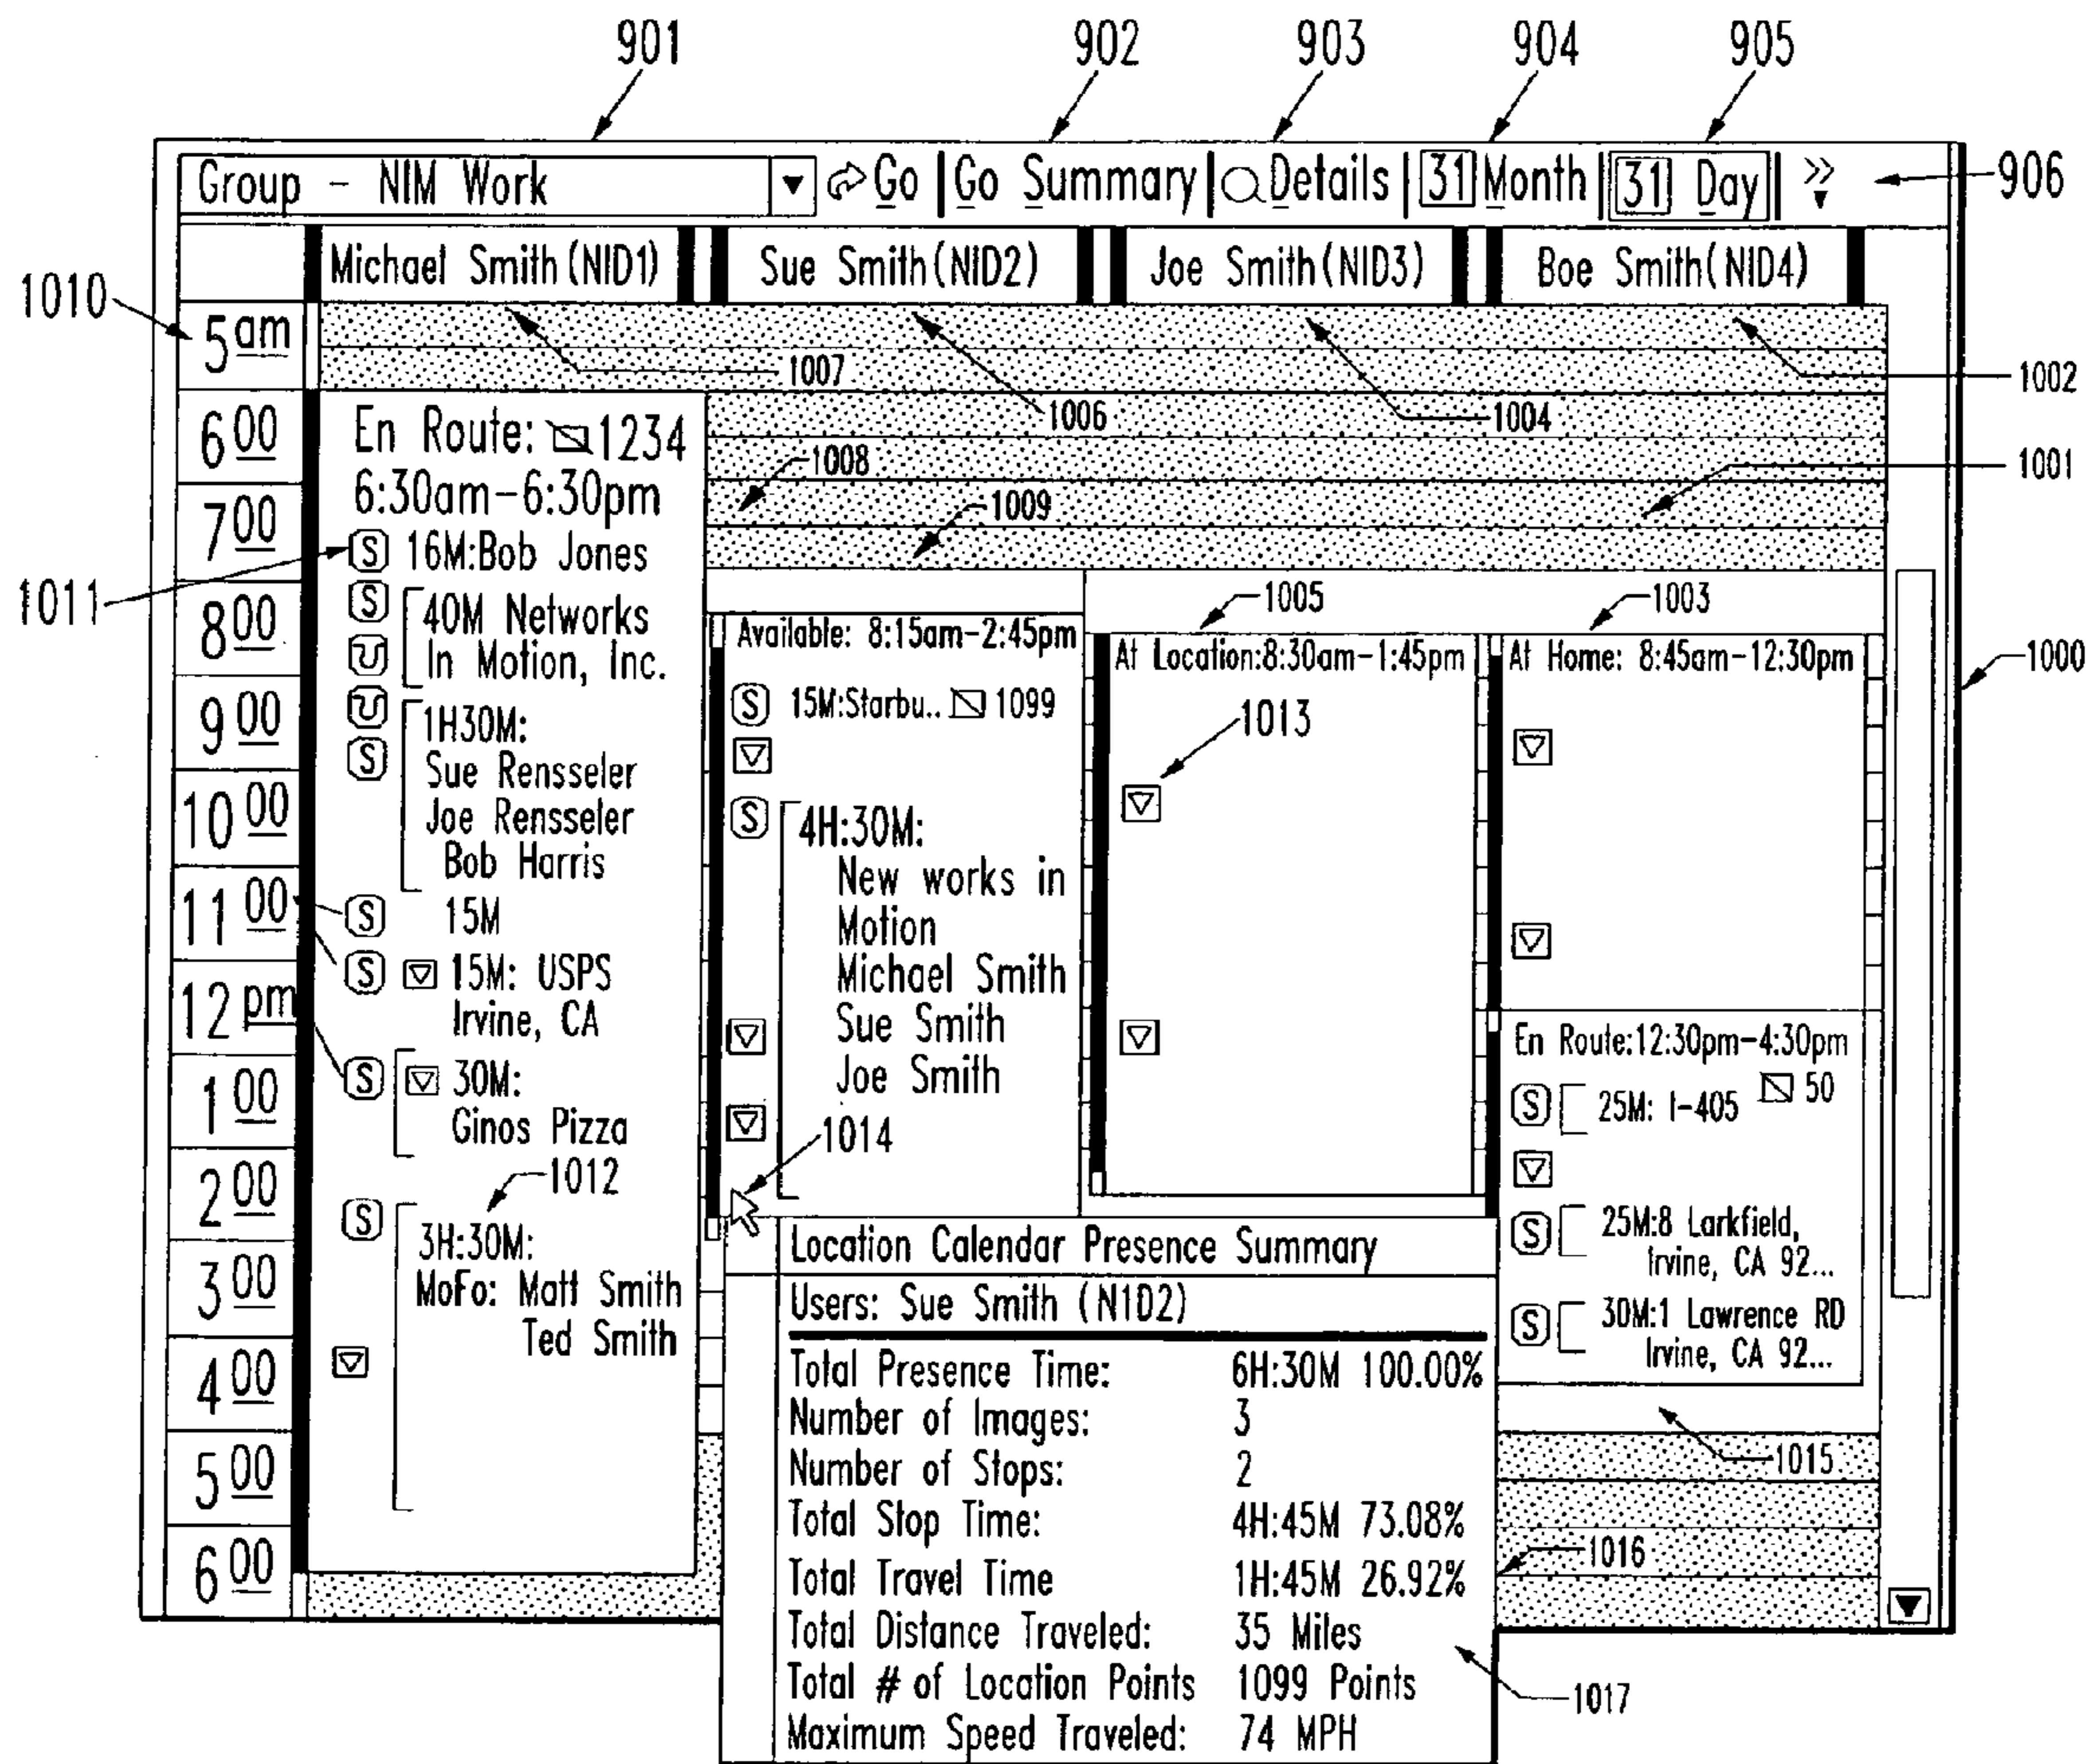 901
902
903
904
905
Group - NIM Work
Go
Go Summary
Details
31 Month
31 Day
906
Michael Smith(NID1)
Sue Smith(NID2)
Joe Smith(NID3)
Boe Smith(NID4)
1010
5 am
1007
1006
1004
1002
6 00
En Route: 1234
6:30am-6:30pm
1008
1001
7 00
1009
1011
S 16M:Bob Jones
8 00
S 40M Networks
In Motion, Inc.
1005
1003
Available: 8:15am-2:45pm
At Location:8:30am-1:45pm
At Home: 8:45am-12:30pm
1000
9 00
1H30M:
S Sue Rensseler
Joe Rensseler
Bob Harris
S 15M:Starbu.. 1099
1013
10 00
S 4H:30M:
New works in
Motion
Michael Smith
Sue Smith
Joe Smith
11 00
S 15M
S 15M: USPS
Irvine, CA
12 pm
En Route:12:30pm-4:30pm
50
S 25M: I-405
1 00
S 30M:
Ginos Pizza
1014
1012
2 00
S 3H:30M:
MoFo: Matt Smith
Ted Smith
S 25M:8 Larkfield,
Irvine, CA 92...
3 00
S 30M:1 Lawrence RD
Irvine, CA 92...
4 00
5 00
6 00
Location Calendar Presence Summary
Users: Sue Smith (N1D2)
Total Presence Time: 6H:30M 100.00%
Number of Images: 3
Number of Stops: 2
Total Stop Time: 4H:45M 73.08%
Total Travel Time 1H:45M 26.92%
Total Distance Traveled: 35 Miles
Total # of Location Points 1099 Points
Maximum Speed Traveled: 74 MPH
1015
1016
1017